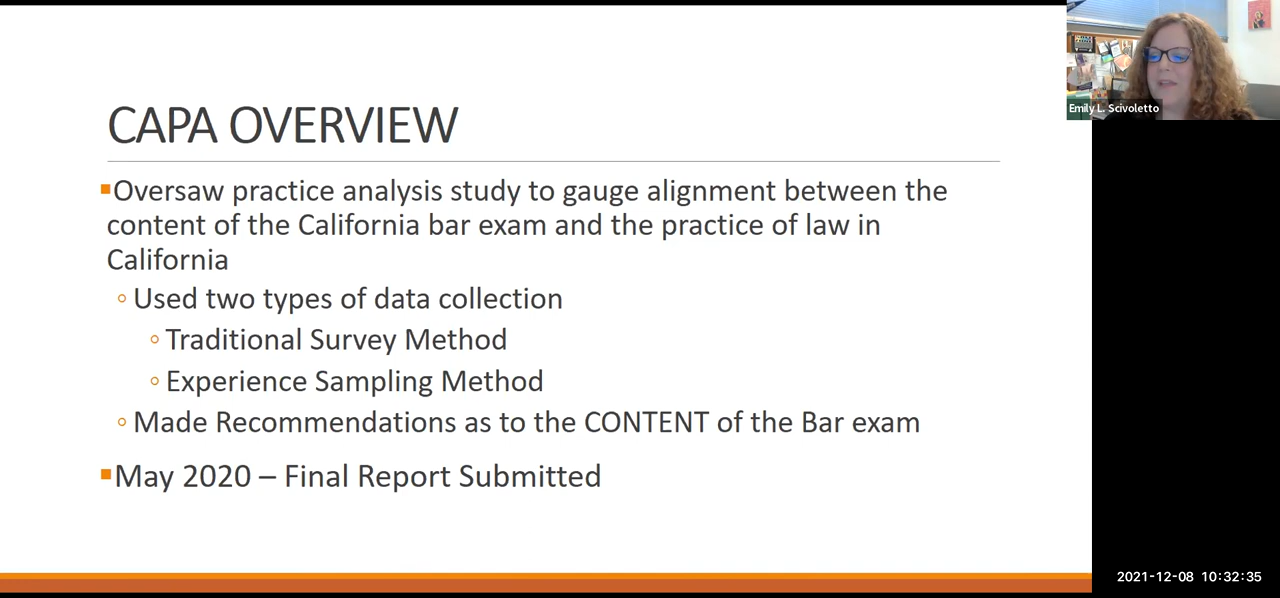 CAPA OVERVIEW
Oversaw practice analysis study to gauge alignment between the
content of the California bar exam and the practice of law in
California
Used two types of data collection
Traditional Survey Method
Experience Sampling Method
Made Recommendations as to the CONTENT of the Bar exam
May 2020 – Final Report Submitted
Emily L. Scivoletto
2021-12-08 10:32:35